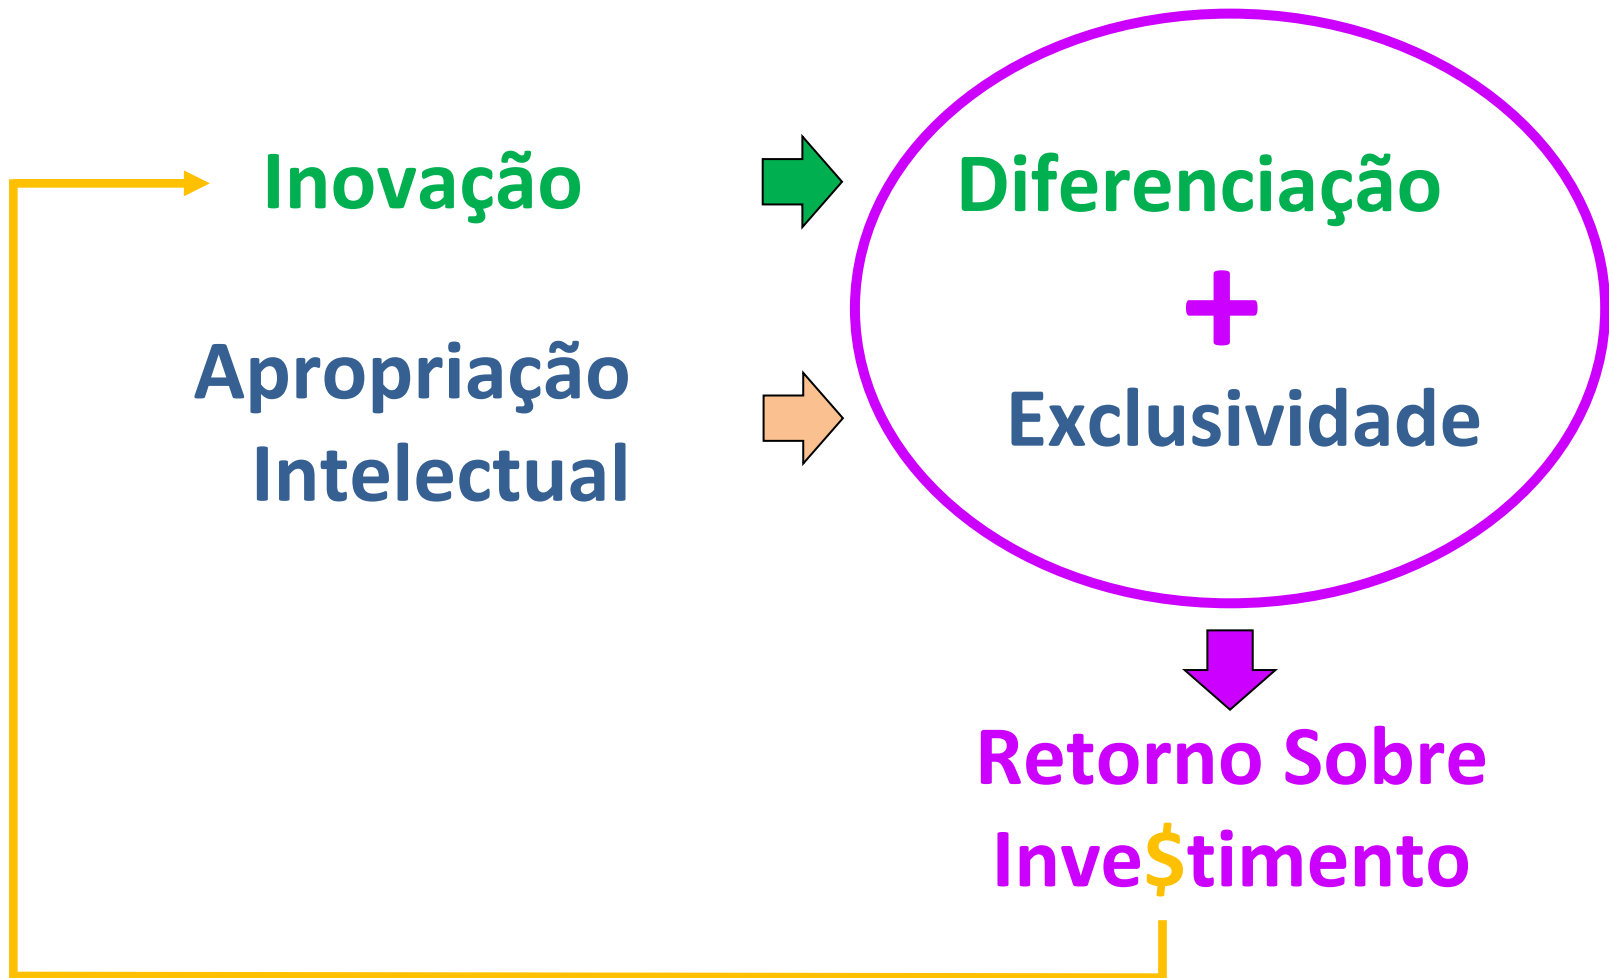 Inovação
Diferenciação
+
Apropriação
Intelectual
Exclusividade
Retorno Sobre
Inve$timento